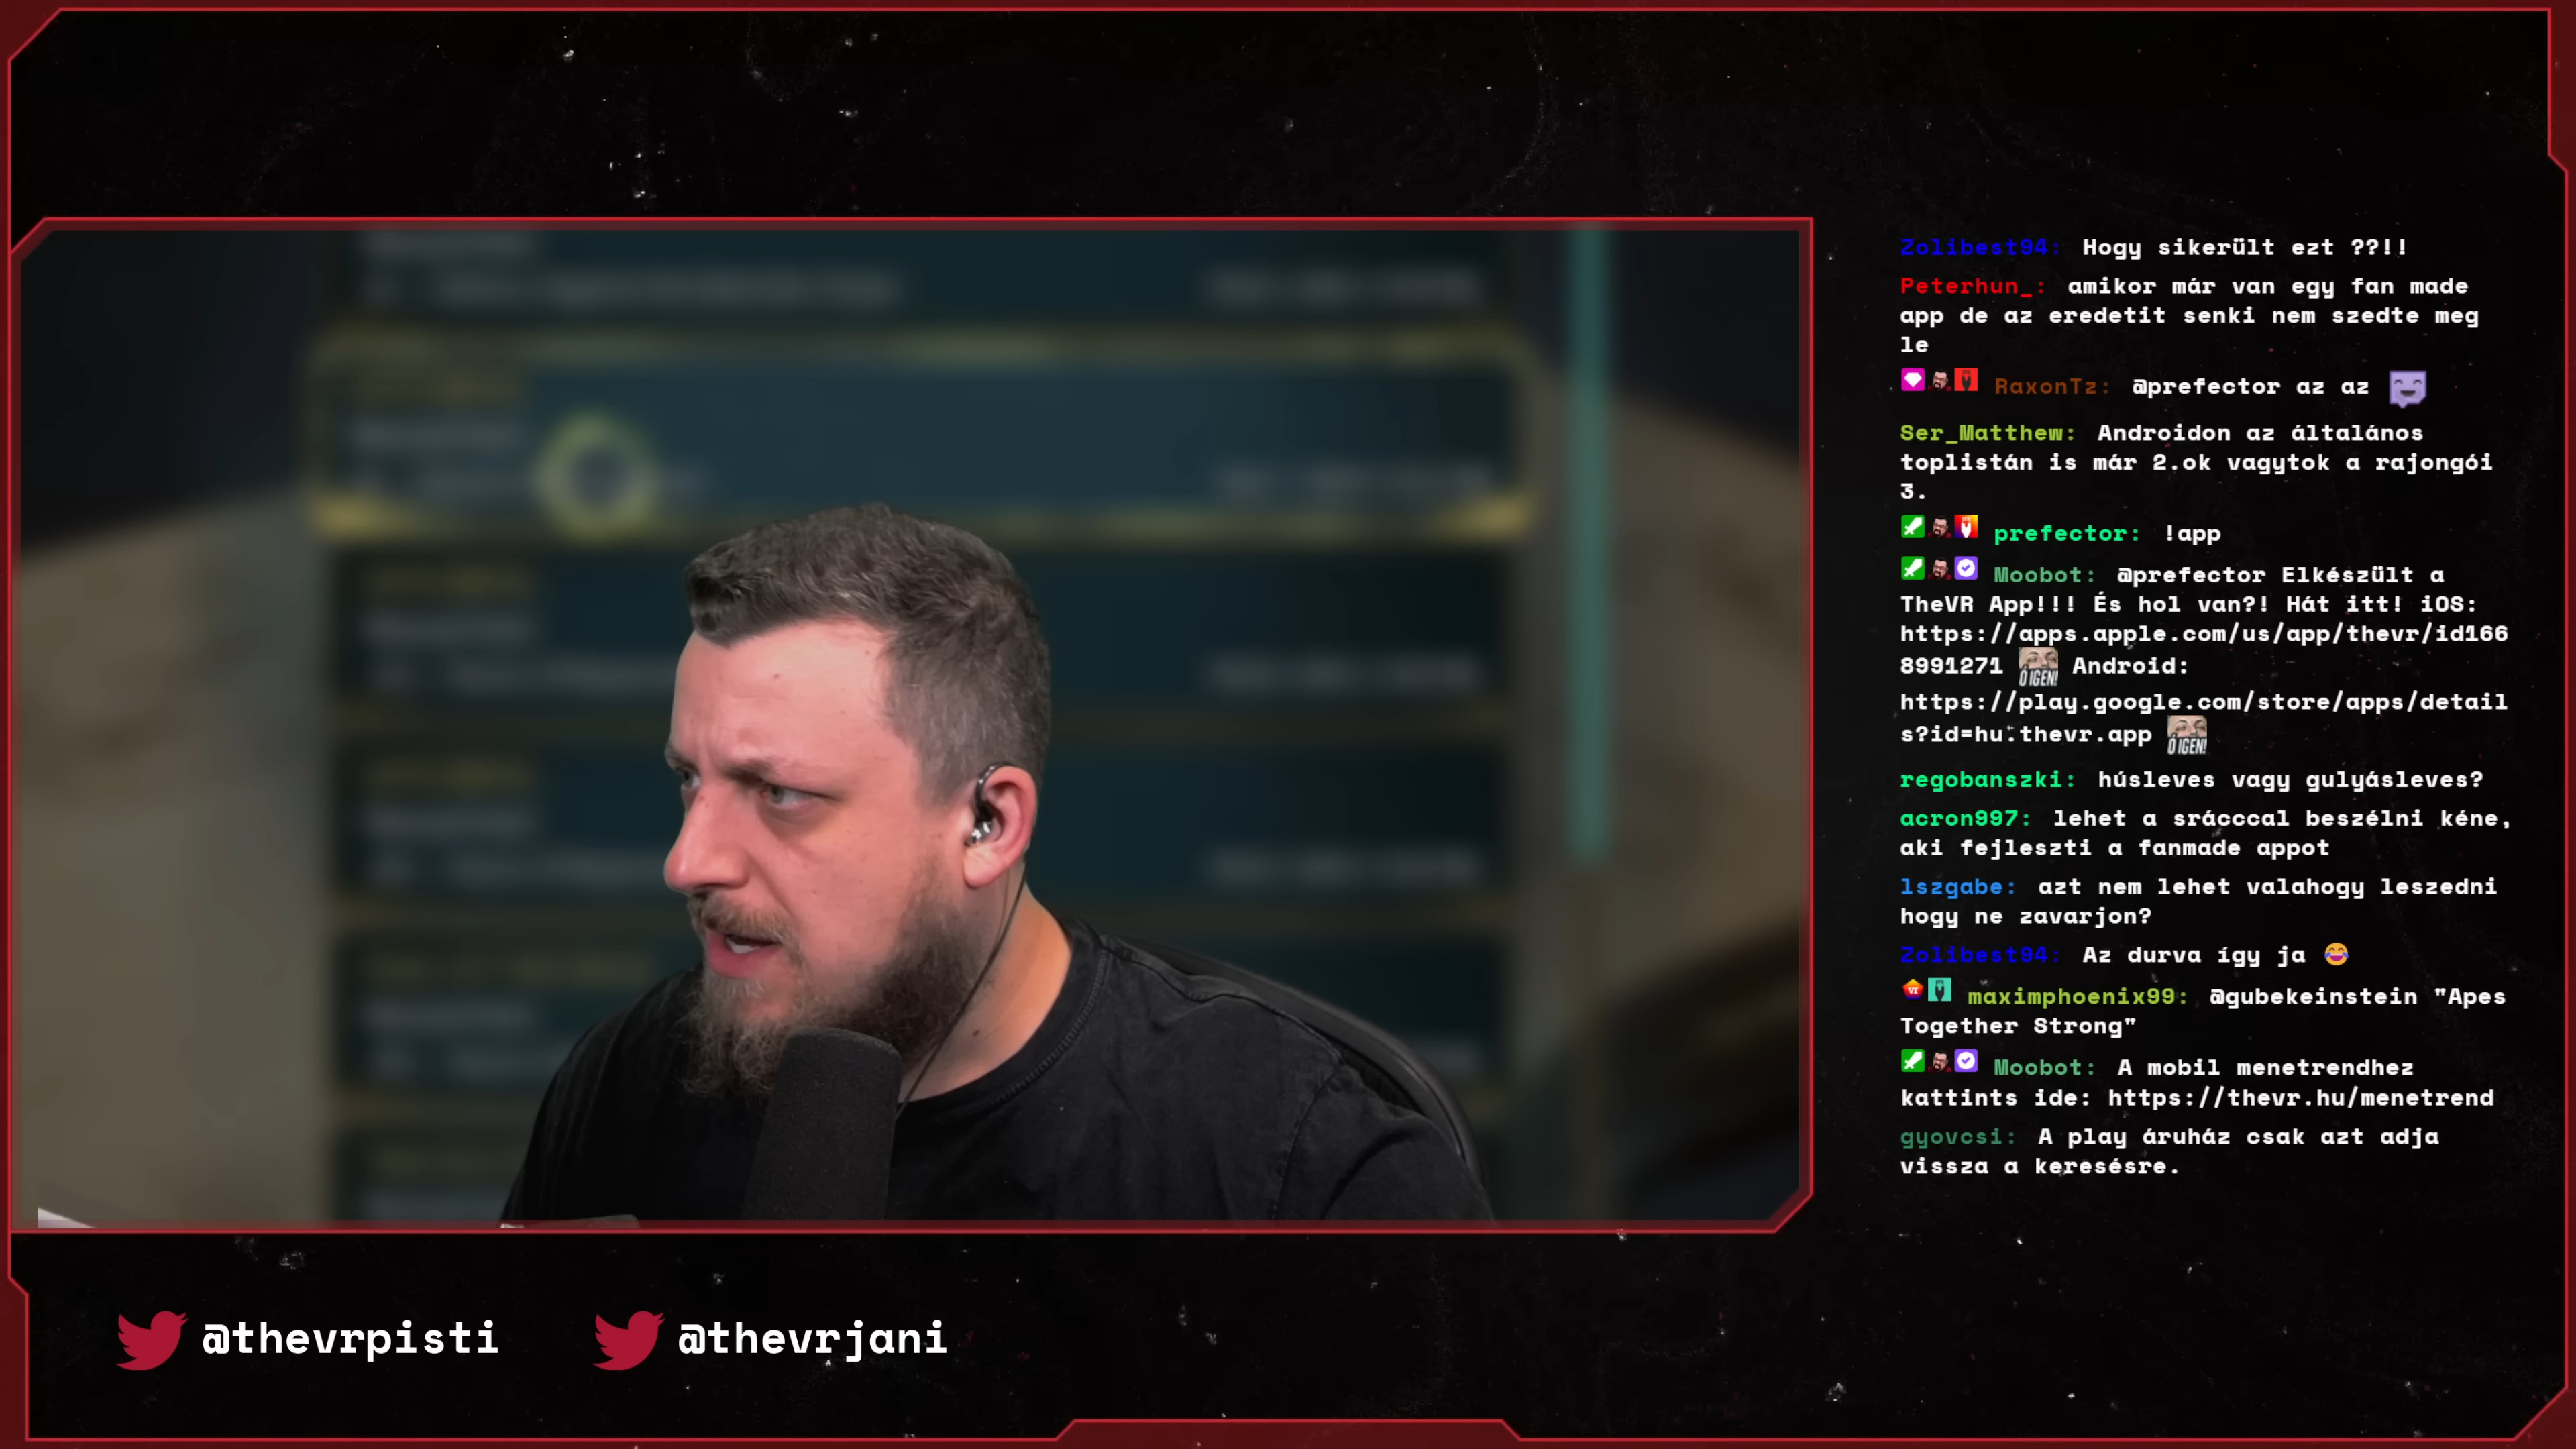 Zolibest94: Hogy sikerült ezt ??!!
Peterhun_: amikor már van egy fan made
app de az eredetit senki nem szedte meg
le
RaxonTz: @prefector az az
Ser_Matthew: Androidon az általános
toplistán is már 2.ok vagytok a rajongói
3.
prefector: !app
Moobot: @prefector Elkészült a
TheVR App!!! És hol van?! Hát itt! iOS:
https://apps.apple.com/us/app/thevr/id166
8991271 Ó IGEN! Android:
https://play.google.com/store/apps/detail
s?id=hu.thevr.app Ó IGEN!
regobanszki: húsleves vagy gulyásleves?
acron997: lehet a srácccal beszélni kéne,
aki fejleszti a fanmade appot
lszgabe: azt nem lehet valahogy leszedni
hogy ne zavarjon?
Zolibest94: Az durva így ja
maximphoenix99: @gubekeinstein "Apes
Together Strong"
Moobot: A mobil menetrendhez
kattints ide: https://thevr.hu/menetrend
gyovcsi: A play áruház csak azt adja
vissza a keresésre.
@thevrpisti @thevrjani